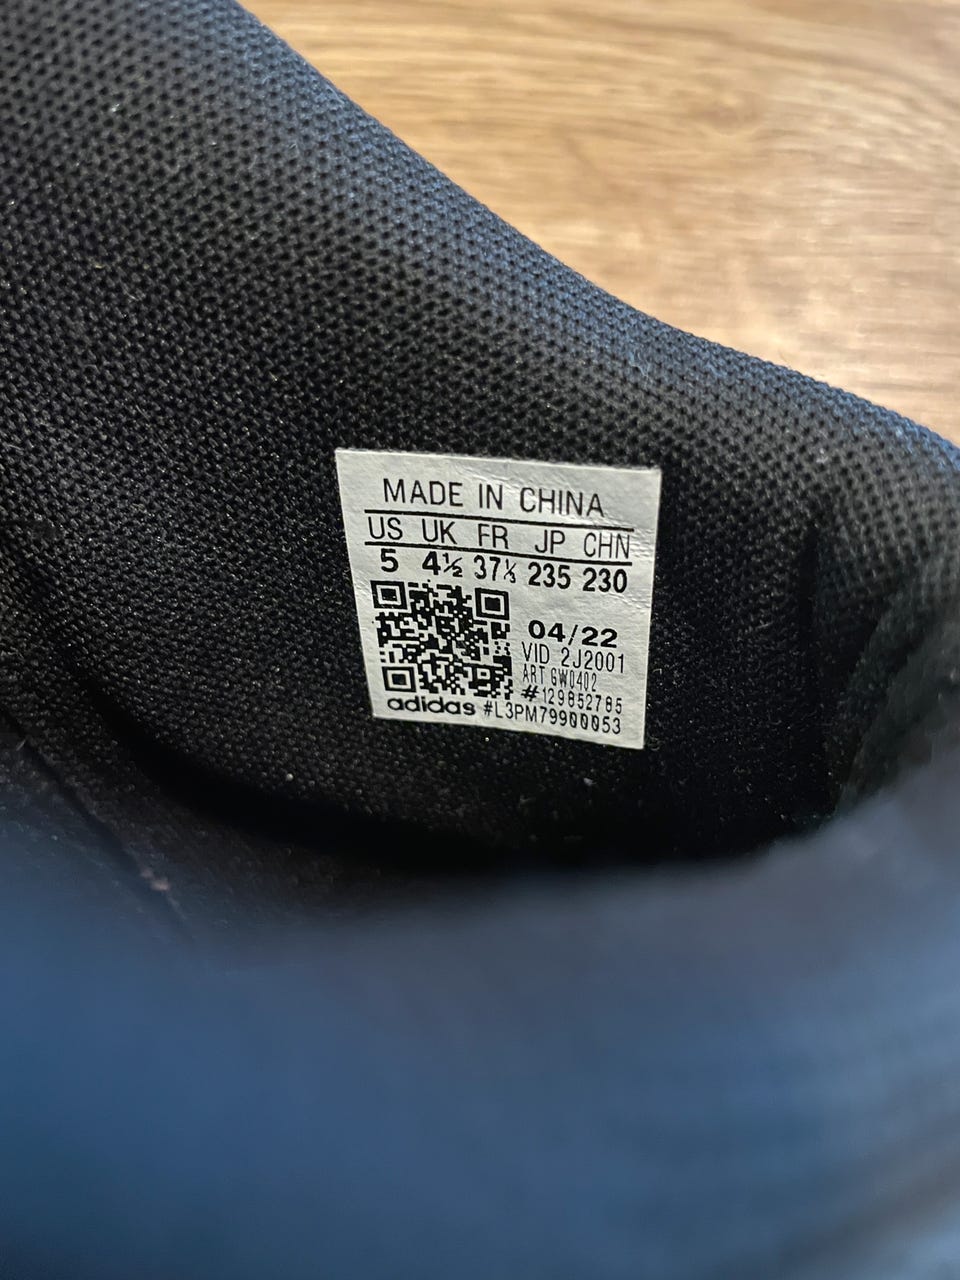 MADE IN CHINA
US UK FR JP CHN
5 4½ 37⅓ 235 230
04/22
VID 2J2001
ART GW0402
#129852785
adidas #L3PM79900053